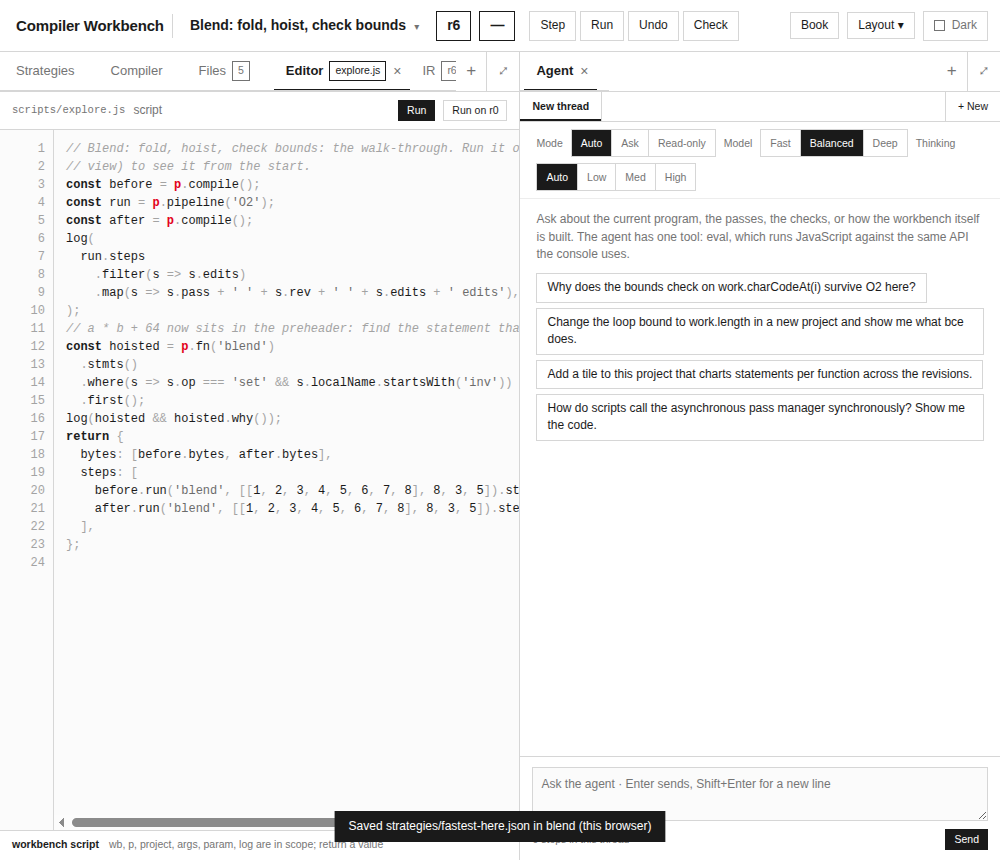 Compiler Workbench
Blend: fold, hoist, check bounds ▾
r6
—
Step
Run
Undo
Check
Book
Layout ▾
Dark
Strategies
Compiler
Files 5
Editor explore.js ×
IR r6
+
Agent ×
+
scripts/explore.js script
Run
Run on r0
New thread
+ New
1 // Blend: fold, hoist, check bounds: the walk-through. Run it o
2 // view) to see it from the start.
3 const before = p.compile();
4 const run = p.pipeline('O2');
5 const after = p.compile();
6 log(
7   run.steps
8     .filter(s => s.edits)
9     .map(s => s.pass + ' ' + s.rev + ' ' + s.edits + ' edits'),
10 );
11 // a * b + 64 now sits in the preheader: find the statement tha
12 const hoisted = p.fn('blend')
13   .stmts()
14   .where(s => s.op === 'set' && s.localName.startsWith('inv'))
15   .first();
16 log(hoisted && hoisted.why());
17 return {
18   bytes: [before.bytes, after.bytes],
19   steps: [
20     before.run('blend', [[1, 2, 3, 4, 5, 6, 7, 8], 8, 3, 5]).st
21     after.run('blend', [[1, 2, 3, 4, 5, 6, 7, 8], 8, 3, 5]).ste
22   ],
23 };
24
workbench script wb, p, project, args, param, log are in scope; return a value
Mode Auto Ask Read-only Model Fast Balanced Deep Thinking
Auto Low Med High
Ask about the current program, the passes, the checks, or how the workbench itself
is built. The agent has one tool: eval, which runs JavaScript against the same API
the console uses.
Why does the bounds check on work.charCodeAt(i) survive O2 here?
Change the loop bound to work.length in a new project and show me what bce
does.
Add a tile to this project that charts statements per function across the revisions.
How do scripts call the asynchronous pass manager synchronously? Show me
the code.
Ask the agent · Enter sends, Shift+Enter for a new line
Saved strategies/fastest-here.json in blend (this browser)
Send